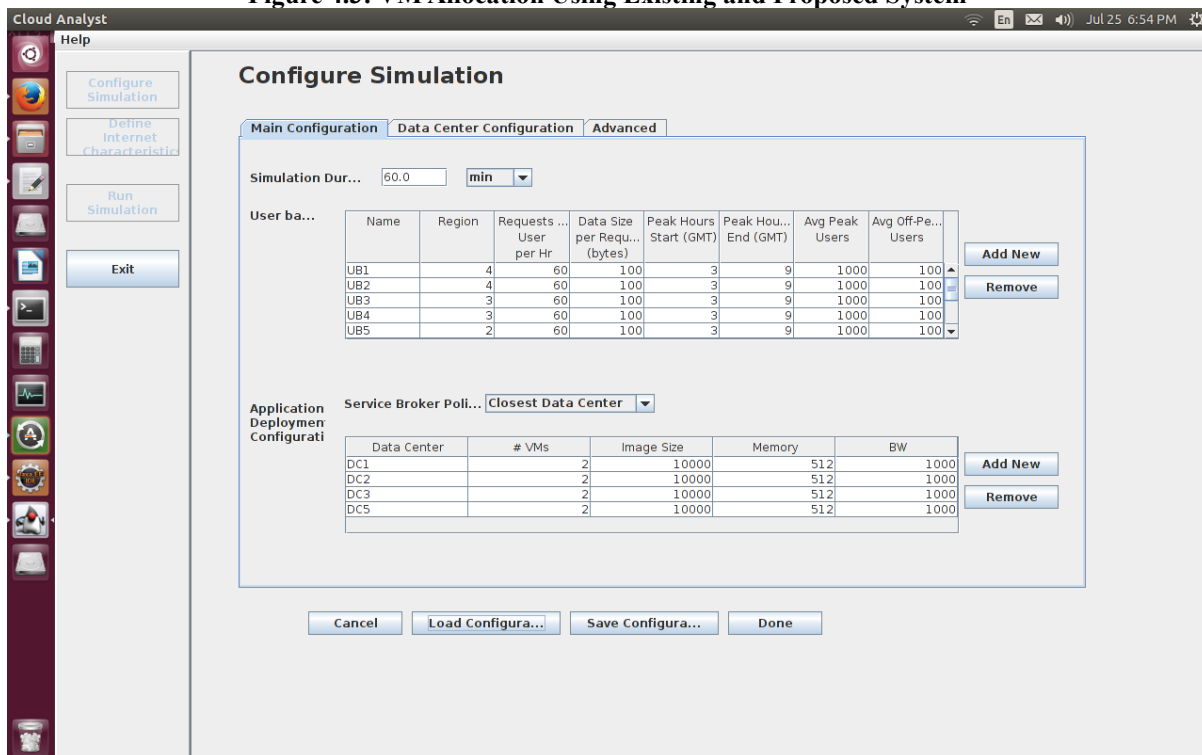 Figure 4.3: VM Allocation Using Existing and Proposed System
Cloud Analyst
En
Jul 25 6:54 PM
Help
Configure
Simulation
Define
Internet
Characteristics
Run
Simulation
Exit
Configure Simulation
Main Configuration Data Center Configuration Advanced
Simulation Dur... 60.0 min
User ba...
Name Region Requests ... User per Hr Data Size per Requ... (bytes) Peak Hours Start (GMT) Peak Hou... End (GMT) Avg Peak Users Avg Off-Pe... Users
UB1 4 60 100 3 9 1000 100
UB2 4 60 100 3 9 1000 100
UB3 3 60 100 3 9 1000 100
UB4 3 60 100 3 9 1000 100
UB5 2 60 100 3 9 1000 100
Add New
Remove
Application
Deploymen
Configurati
Service Broker Poli... Closest Data Center
Data Center # VMs Image Size Memory BW
DC1 2 10000 512 1000
DC2 2 10000 512 1000
DC3 2 10000 512 1000
DC5 2 10000 512 1000
Add New
Remove
Cancel Load Configura... Save Configura... Done